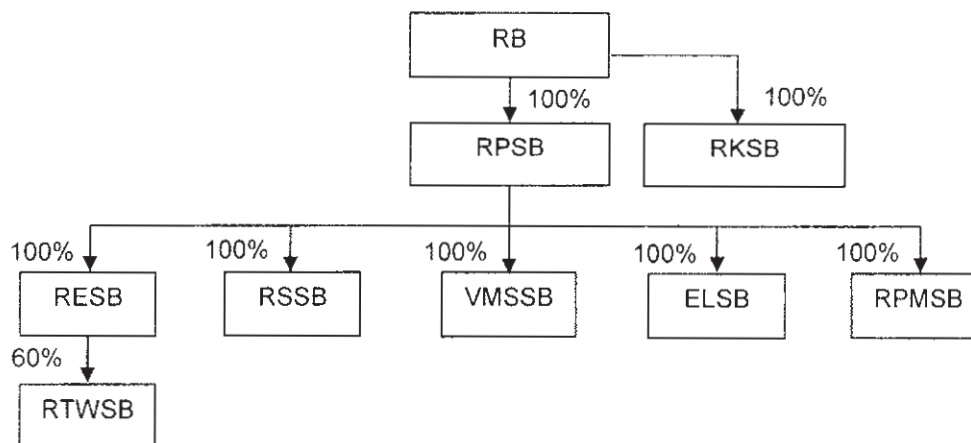 RB
100%
100%
RPSB
RKSB
100%
100%
100%
100%
100%
RESB
RSSB
VMSSB
ELSB
RPMSB
60%
RTWSB